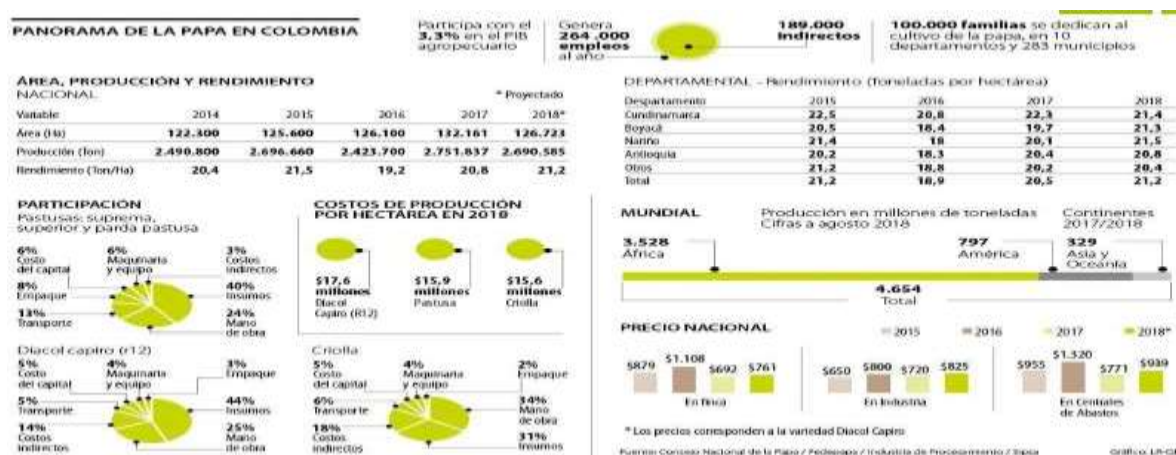 PANORAMA DE LA PAPA EN COLOMBIA
Participa con el
3,3% en el PIB
agropecuario
Genera
264.000
empleos
al año
189.000
Indirectos
100.000 familias se dedican al
cultivo de la papa, en 10
departamentos y 283 municipios
ÁREA, PRODUCCIÓN Y RENDIMIENTO
NACIONAL
* Proyectado
Variable 2014 2015 2016 2017 2018*
Área (Ha) 122.300 125.600 126.100 132.161 126.723
Producción (Ton) 2.490.800 2.696.660 2.423.700 2.751.837 2.690.585
Rendimiento (Ton/Ha) 20,4 21,5 19,2 20,8 21,2
DEPARTAMENTAL - Rendimiento (Toneladas por hectárea)
Despartamento 2015 2016 2017 2018
Cundinamarca 22,5 20,8 22,3 21,4
Boyacá 20,5 18,4 19,7 21,3
Nariño 21,4 18 20,1 21,5
Antioquia 20,2 18,3 20,4 20,8
Otros 21,2 18,8 20,2 20,4
Total 21,2 18,9 20,5 21,2
PARTICIPACIÓN
Pastusas: suprema,
superior y parda pastusa
6%
Costo
del capital
6%
Maquinaria
y equipo
3%
Costos
indirectos
8%
Empaque
40%
Insumos
13%
Transporte
24%
Mano
de obra
COSTOS DE PRODUCCIÓN
POR HECTÁREA EN 2018
$17,6
millones
Diacol
Capiro (R12)
$15,9
millones
Pastusa
$15,6
millones
Criolla
Diacol capiro (r12)
5%
Costo
del capital
4%
Maquinaria
y equipo
3%
Empaque
5%
Transporte
44%
Insumos
14%
Costos
indirectos
25%
Mano
de obra
Criolla
5%
Costo
del capital
4%
Maquinaria
y equipo
2%
Empaque
6%
Transporte
34%
Mano
de obra
18%
Costos
indirectos
31%
Insumos
MUNDIAL
Producción en millones de toneladas
Cifras a agosto 2018
Continentes
2017/2018
3.528
África
797
América
329
Asia y
Oceanía
4.654
Total
PRECIO NACIONAL
2015 2016 2017 2018*
$879 $1.108 $692 $761
En finca
$650 $800 $720 $825
En Industria
$955 $1.320 $771 $939
En Centrales
de Abastos
* Los precios corresponden a la variedad Diacol Capiro
Fuente: Consejo Nacional de la Papa / Fedepapa / Industria de Procesamiento / Sipsa
Gráfico: LR-